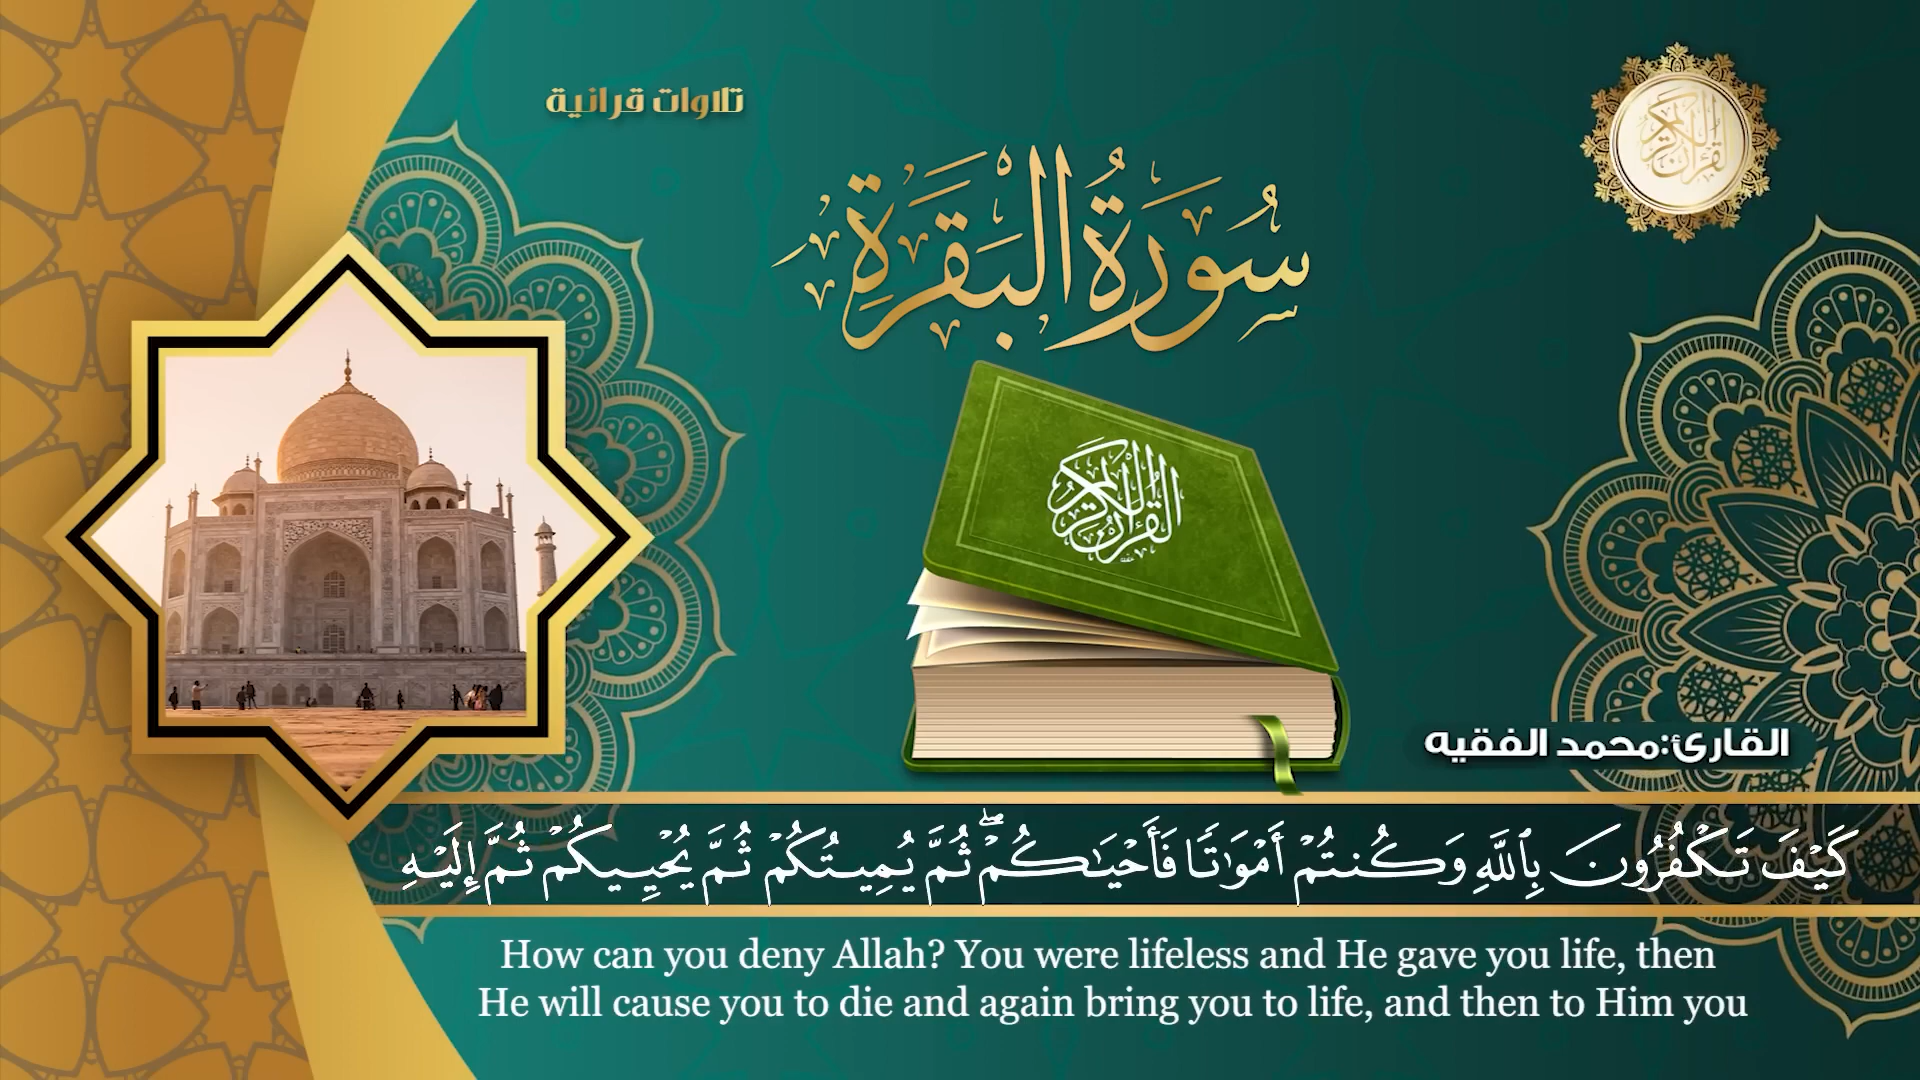 تلاوات قرانية
القرآن الكريم
سُورَةُ البَقَرَةِ
القرآن الكريم
القارئ:محمد الفقيه
كَيْفَ تَكْفُرُونَ بِٱللَّهِ وَكُنتُمْ أَمْوَٰتًا فَأَحْيَـٰكُمْ ۖ ثُمَّ يُمِيتُكُمْ ثُمَّ يُحْيِيكُمْ ثُمَّ إِلَيْهِ
How can you deny Allah? You were lifeless and He gave you life, then
He will cause you to die and again bring you to life, and then to Him you